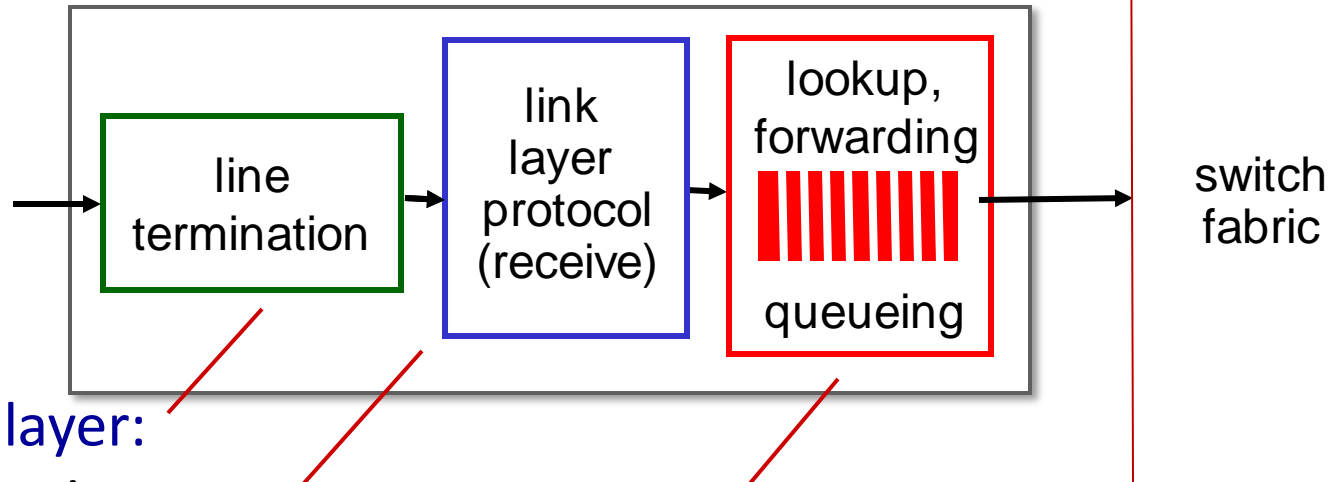 line
termination
link
layer
protocol
(receive)
lookup,
forwarding
queueing
switch
fabric
layer: